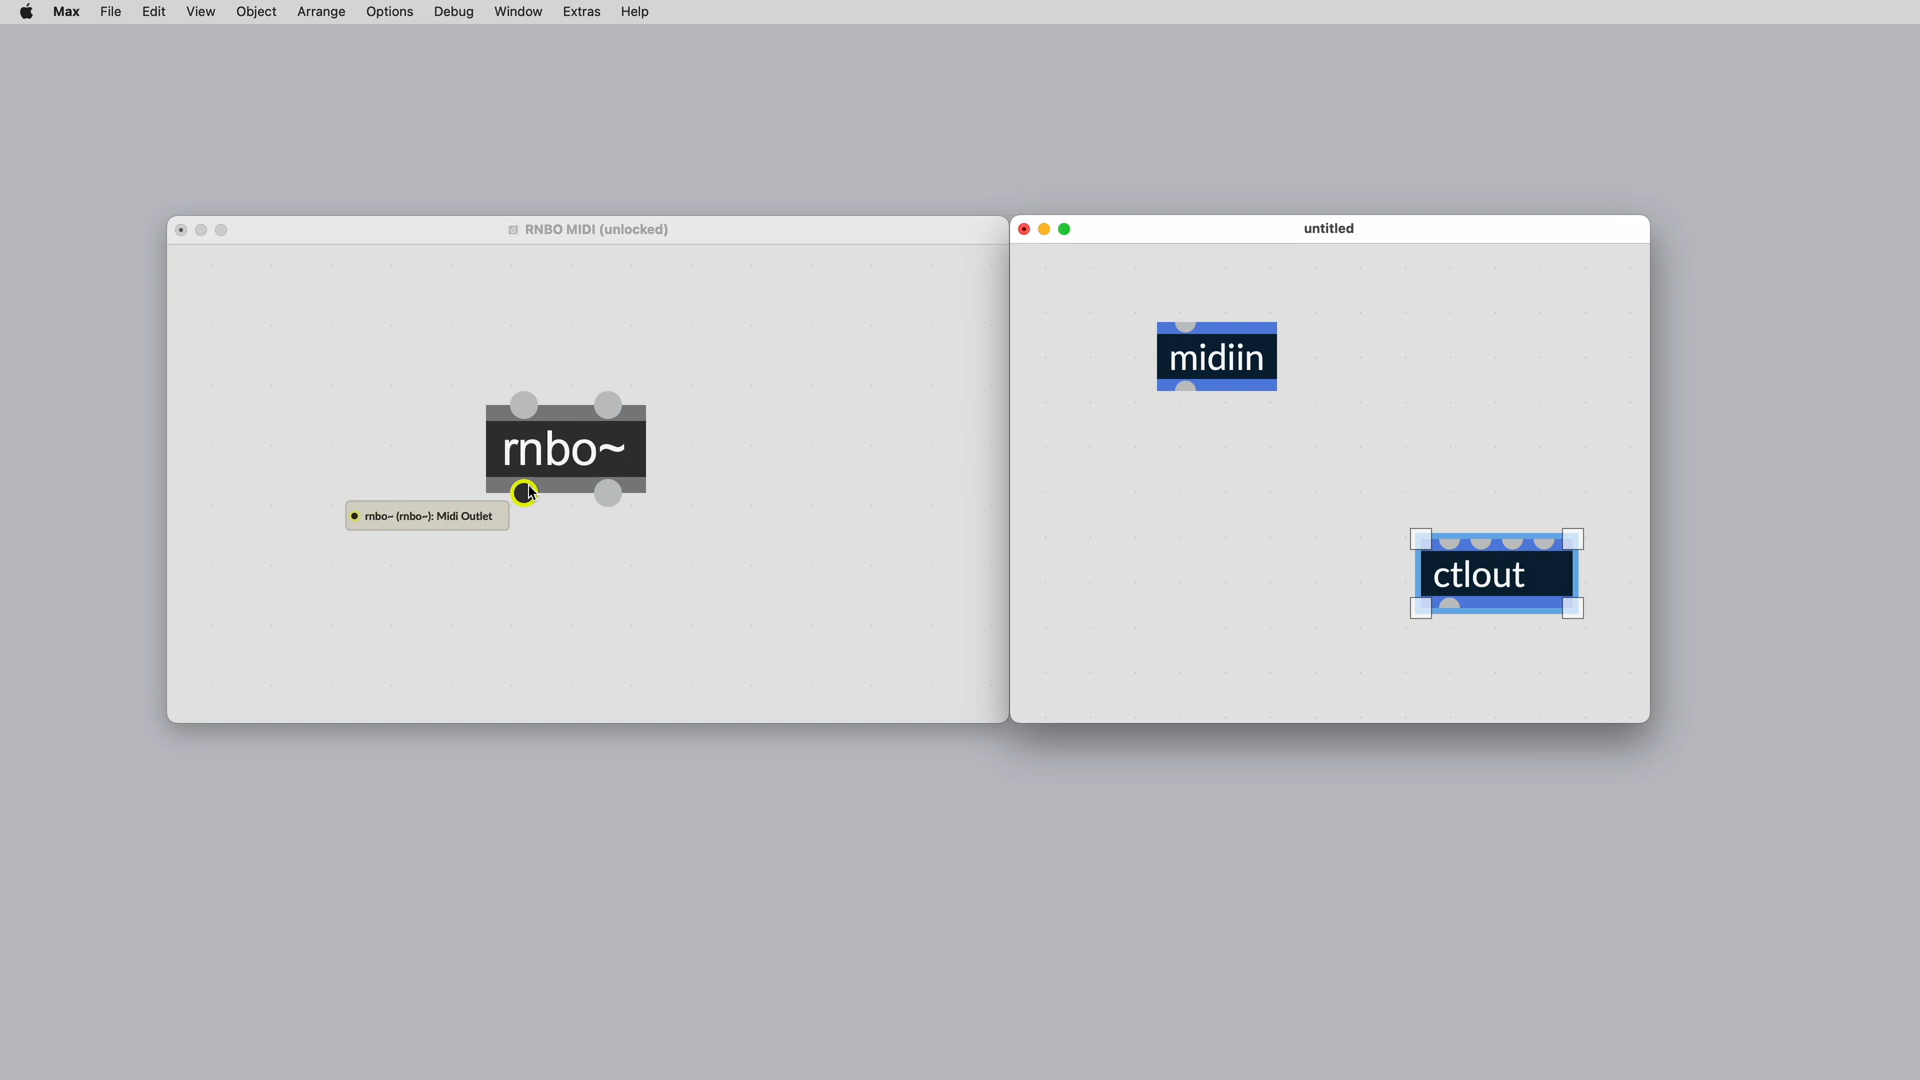 Max File Edit View Object Arrange Options Debug Window Extras Help
RNBO MIDI (unlocked)
untitled
midiin
rnbo~
rnbo~ (rnbo~): Midi Outlet
ctlout